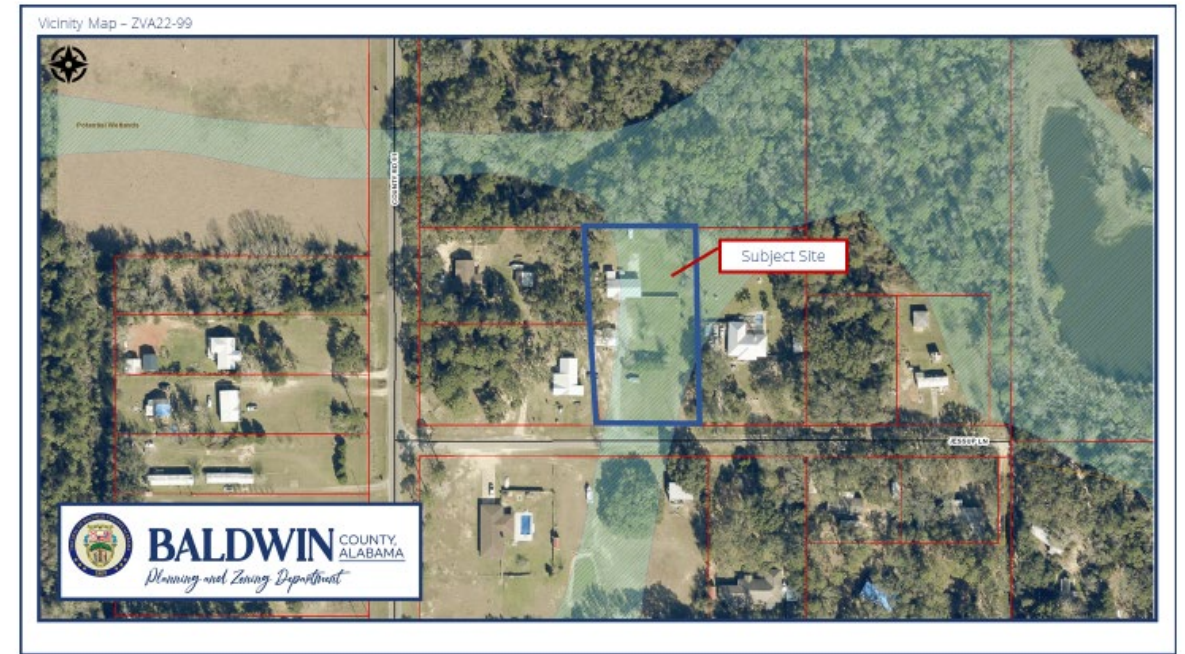 Vicinity Map – ZVA22-99
Potential Wetlands
COUNTY RD 91
Subject Site
JESSUP LN
BALDWIN COUNTY, ALABAMA
Planning and Zoning Department